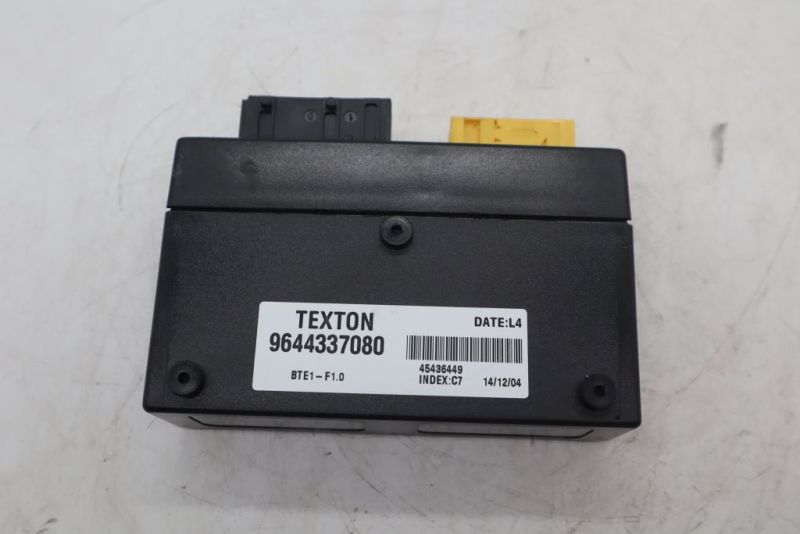 TEXTON
9644337080
BTE1-F1.0
DATE:L4
45436449
INDEX:C7 14/12/04